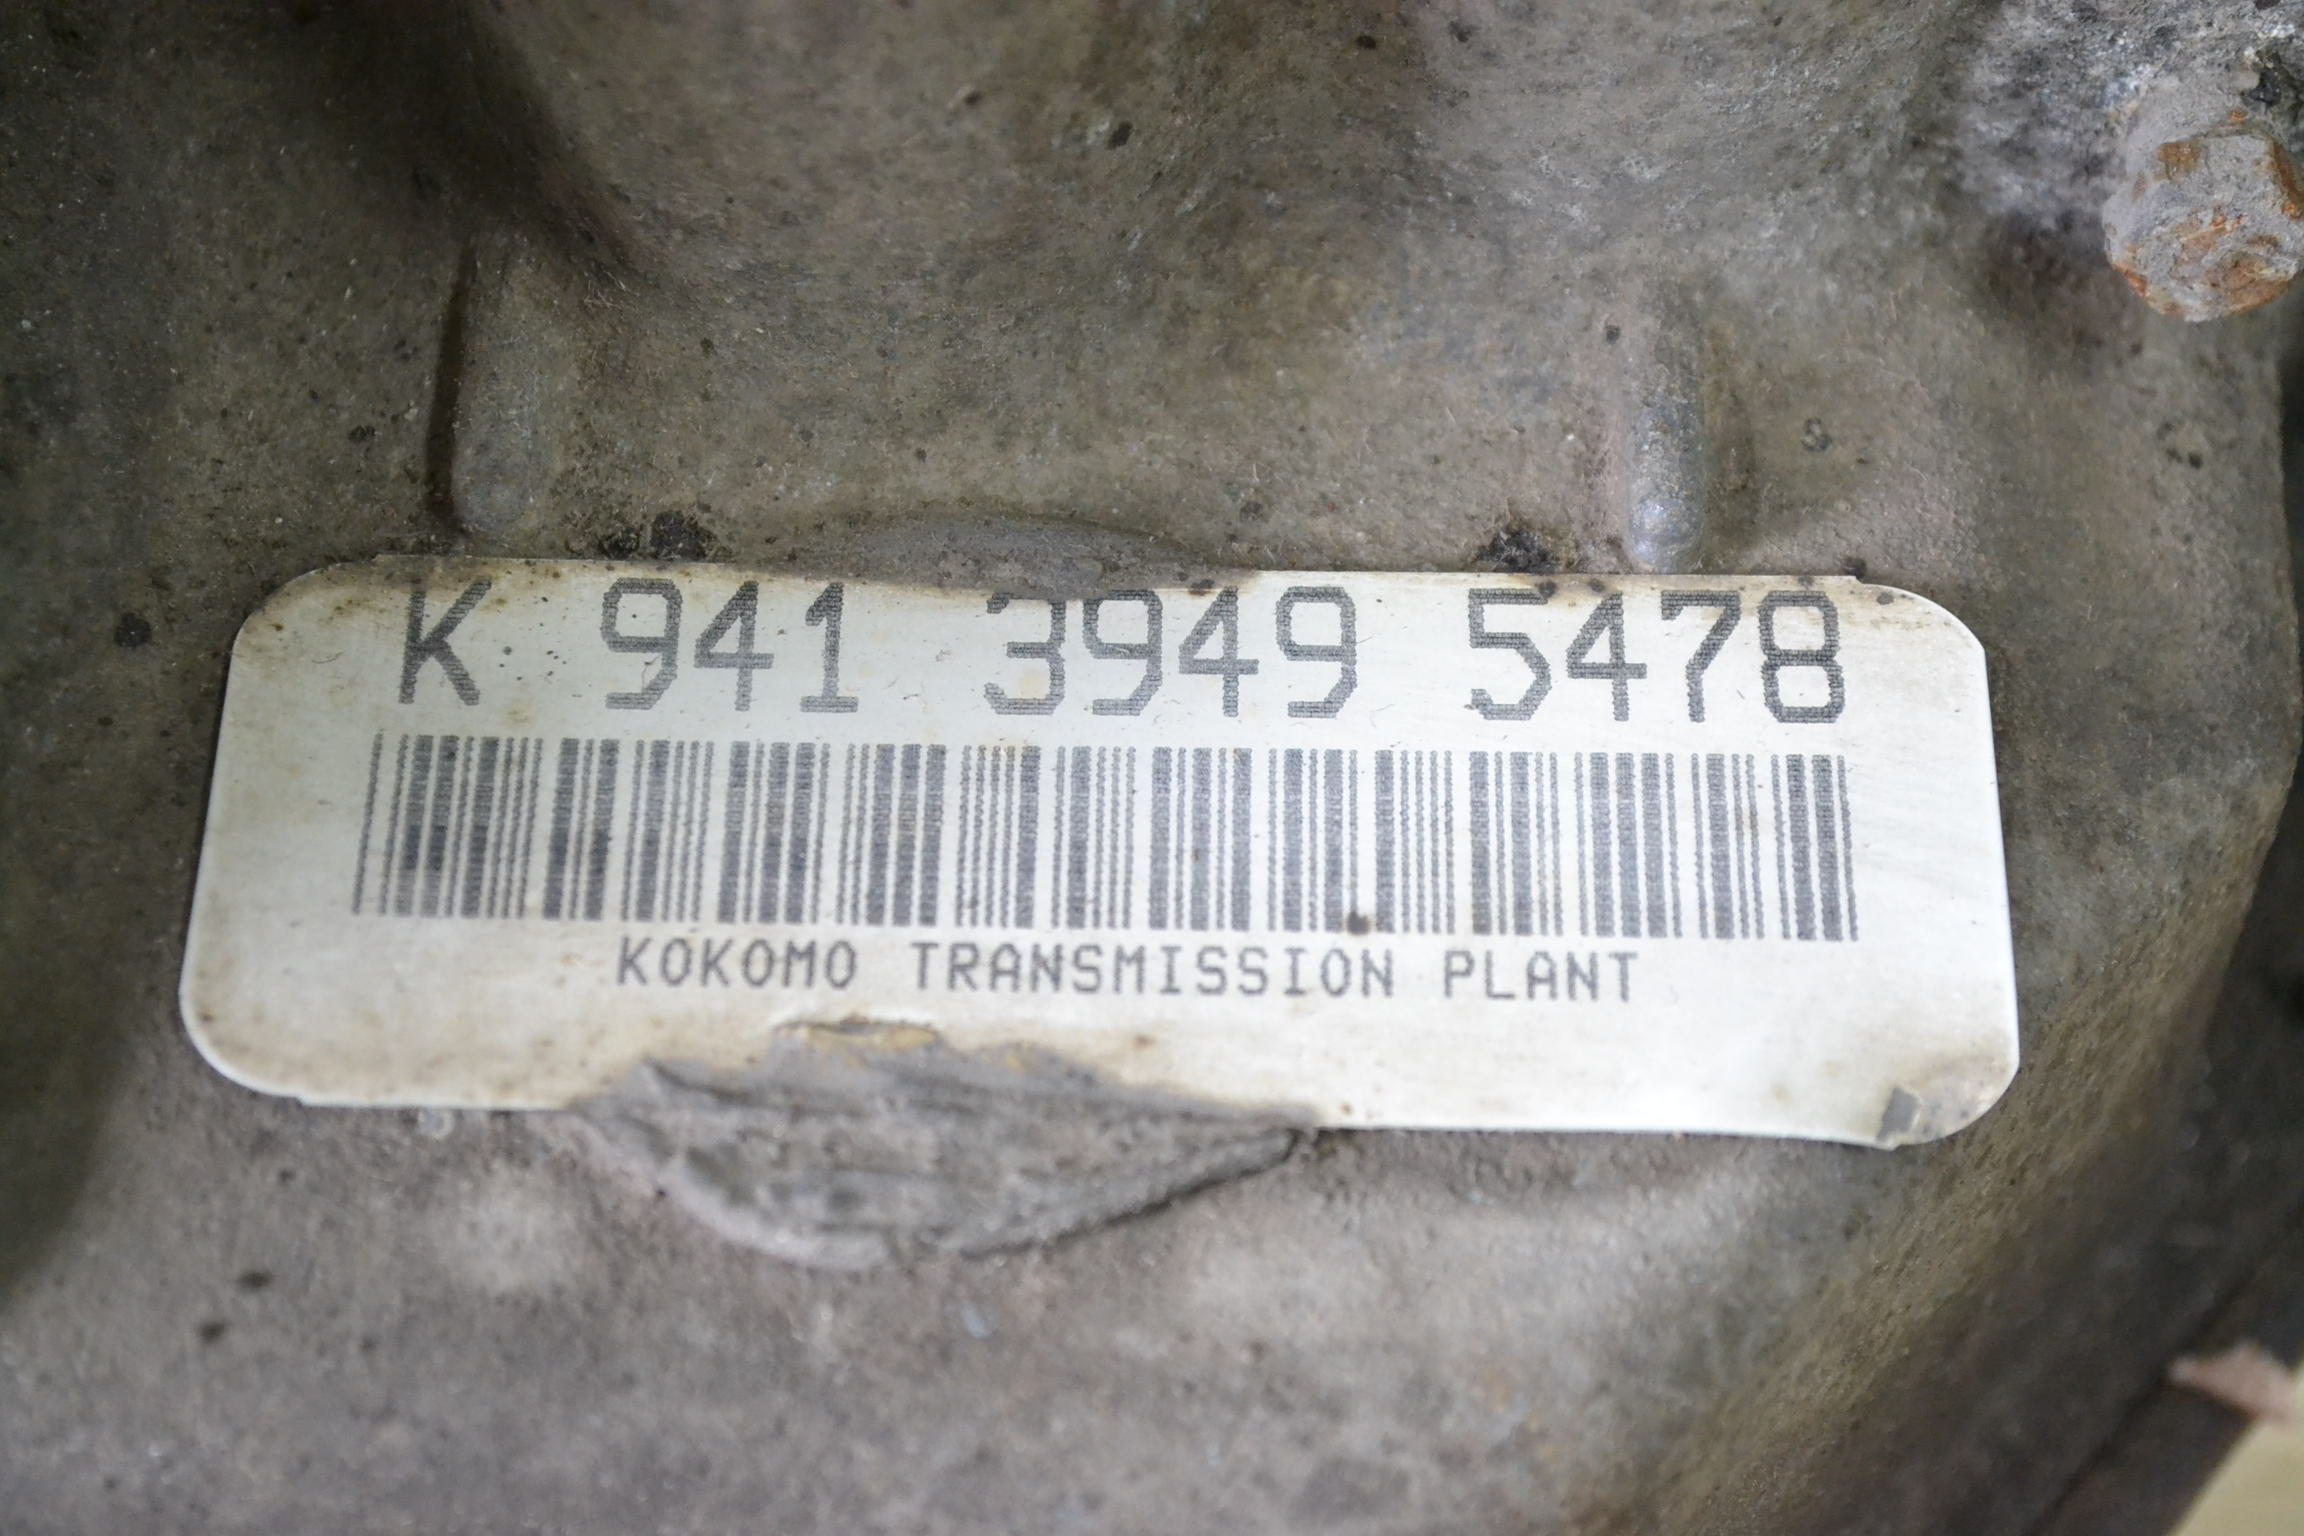 K 941 3949 5478
KOKOMO TRANSMISSION PLANT